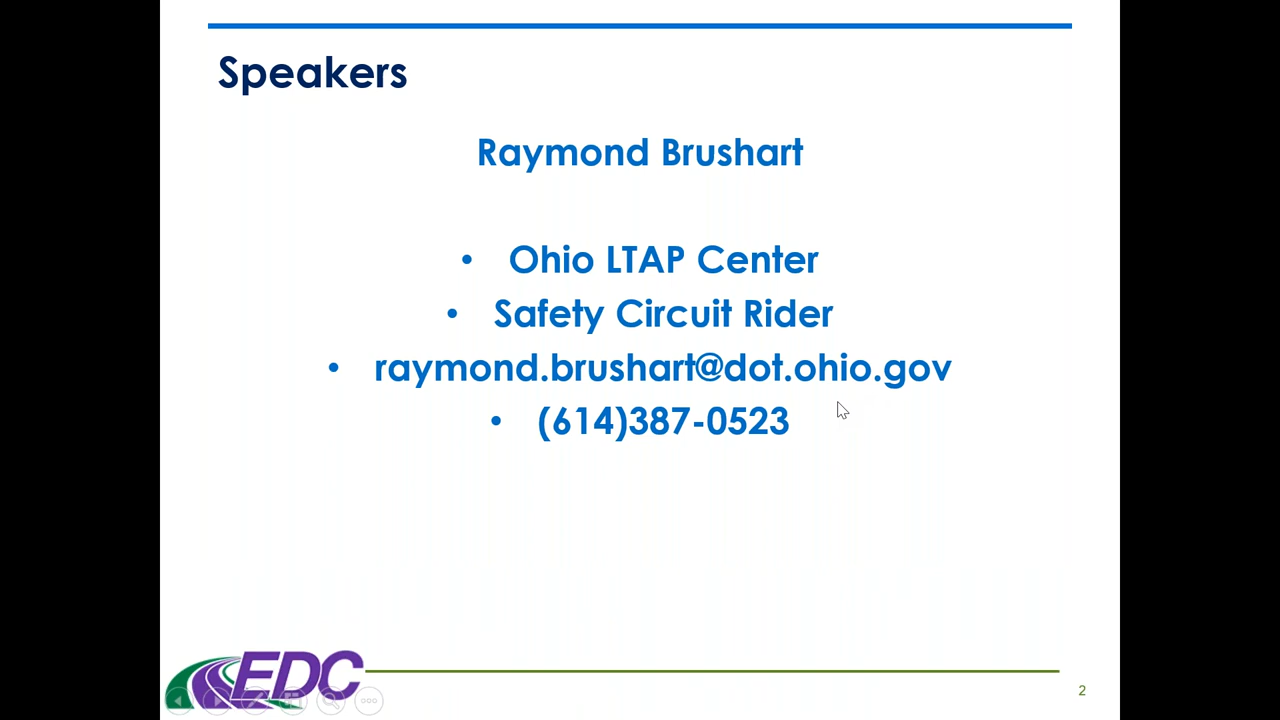 Speakers
Raymond Brushart
• Ohio LTAP Center
• Safety Circuit Rider
• raymond.brushart@dot.ohio.gov
• (614)387-0523
EDC
2